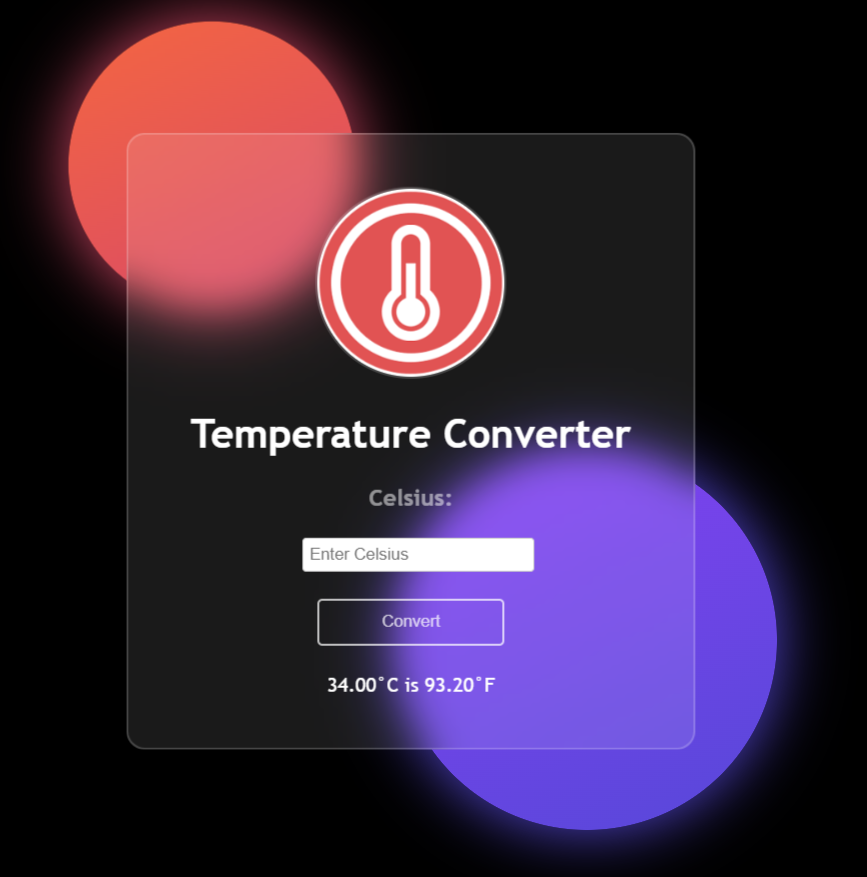 Temperature Converter
Celsius:
Enter Celsius
Convert
34.00°C is 93.20°F